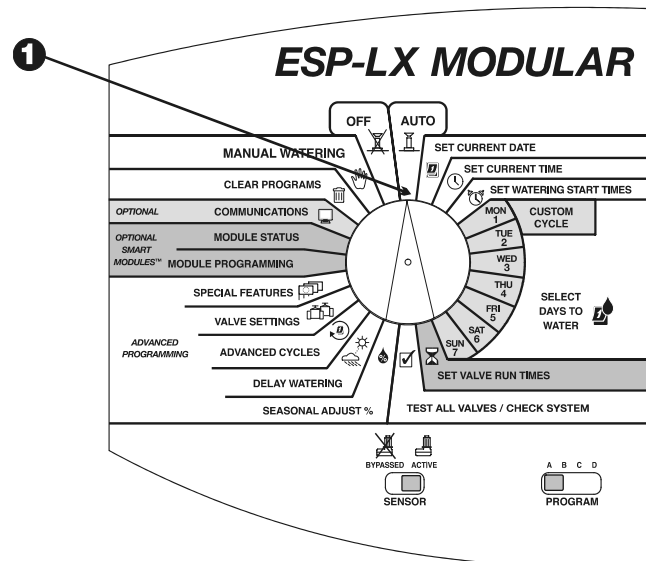 1
ESP-LX MODULAR
OFF
AUTO
MANUAL WATERING
CLEAR PROGRAMS
OPTIONAL
COMMUNICATIONS
OPTIONAL
SMART
MODULES™
MODULE STATUS
MODULE PROGRAMMING
SPECIAL FEATURES
VALVE SETTINGS
ADVANCED
PROGRAMMING
ADVANCED CYCLES
DELAY WATERING
SEASONAL ADJUST %
SET CURRENT DATE
SET CURRENT TIME
SET WATERING START TIMES
MON
1
CUSTOM
CYCLE
TUE
2
WED
3
THU
4
FRI
5
SAT
6
SUN
7
SELECT
DAYS TO
WATER
SET VALVE RUN TIMES
TEST ALL VALVES / CHECK SYSTEM
%
BYPASSED ACTIVE
SENSOR
A B C D
PROGRAM